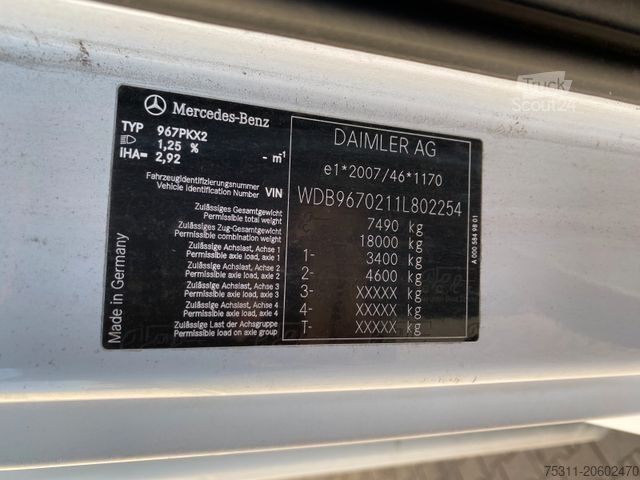 Truck
Scout24
Mercedes-Benz
TYP 967PKX2
1,25 %
IHA= 2,92 - m⁻¹
DAIMLER AG
e1*2007/46*1170
Fahrzeugidentifizierungsnummer
Vehicle Identification Number VIN WDB9670211L802254
Zulässiges Gesamtgewicht
Permissible total weight 7490 kg
Zulässiges Zug-Gesamtgewicht
Permissible combination weight 18000 kg
Zulässige Achslast, Achse 1
Permissible axle load, axle 1 1- 3400 kg
Zulässige Achslast, Achse 2
Permissible axle load, axle 2 2- 4600 kg
Zulässige Achslast, Achse 3
Permissible axle load, axle 3 3- XXXXX kg
Zulässige Achslast, Achse 4
Permissible axle load, axle 4 4- XXXXX kg
Zulässige Last der Achsgruppe
Permissible load on axle group T- XXXXX kg
Made in Germany
A 000 584 98 01
75311-20602470